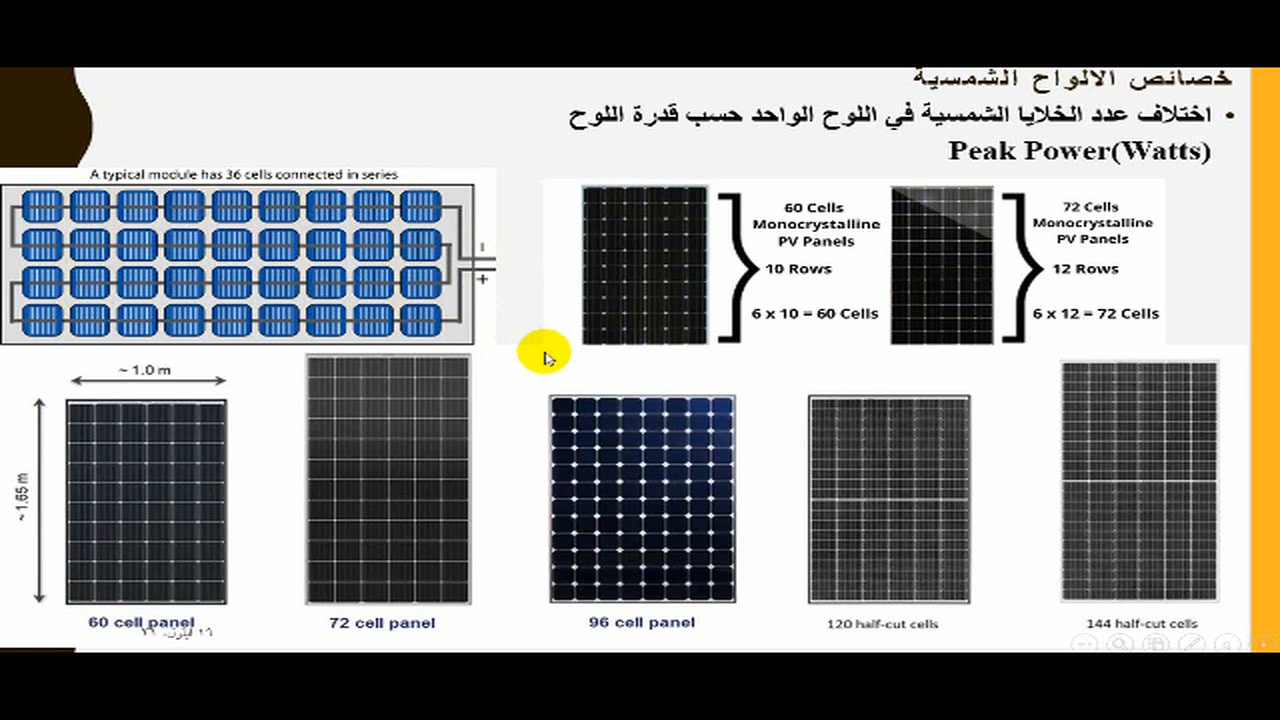 خصائص الالواح الشمسية
• اختلاف عدد الخلايا الشمسية في اللوح الواحد حسب قدرة اللوح
Peak Power(Watts)
A typical module has 36 cells connected in series
-
+
60 Cells
Monocrystalline
PV Panels
10 Rows
6 x 10 = 60 Cells
72 Cells
Monocrystalline
PV Panels
12 Rows
6 x 12 = 72 Cells
~ 1.0 m
~ 1.65 m
60 cell panel
72 cell panel
96 cell panel
120 half-cut cells
144 half-cut cells